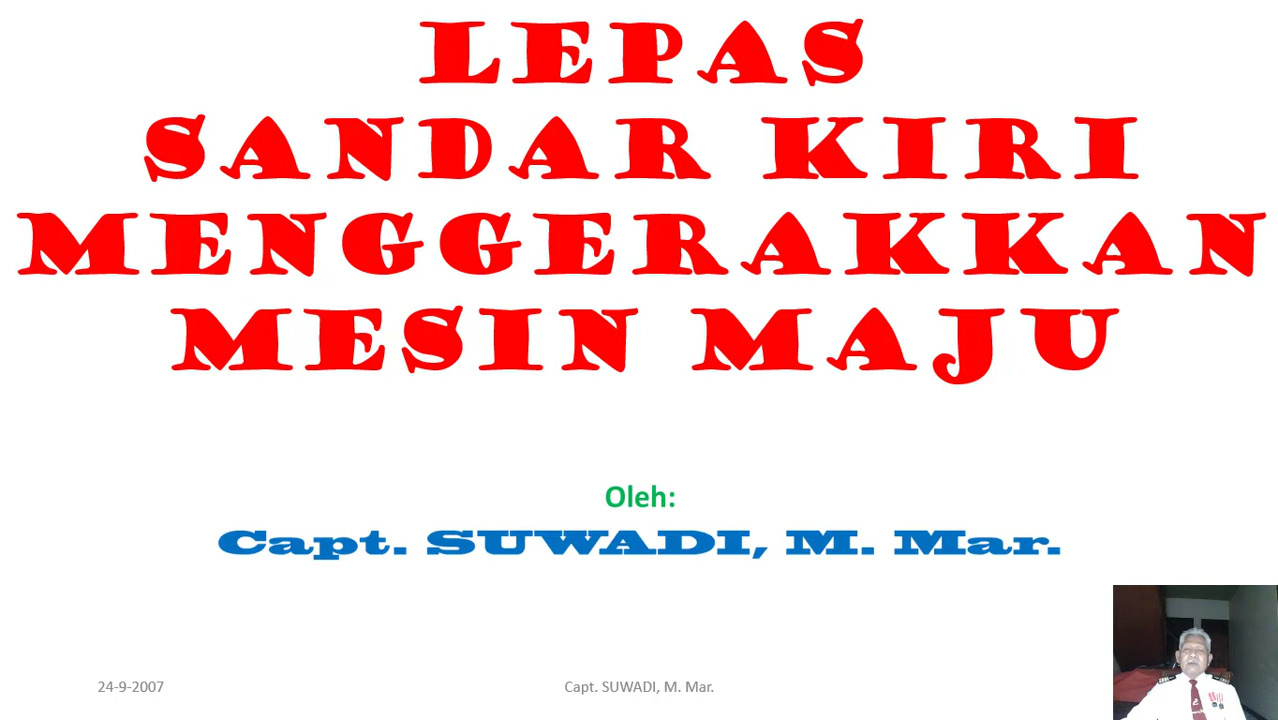 LEPAS
SANDAR KIRI
MENGGERAKKAN
MESIN MAJU
Oleh:
Capt. SUWADI, M. Mar.
24-9-2007
Capt. SUWADI, M. Mar.